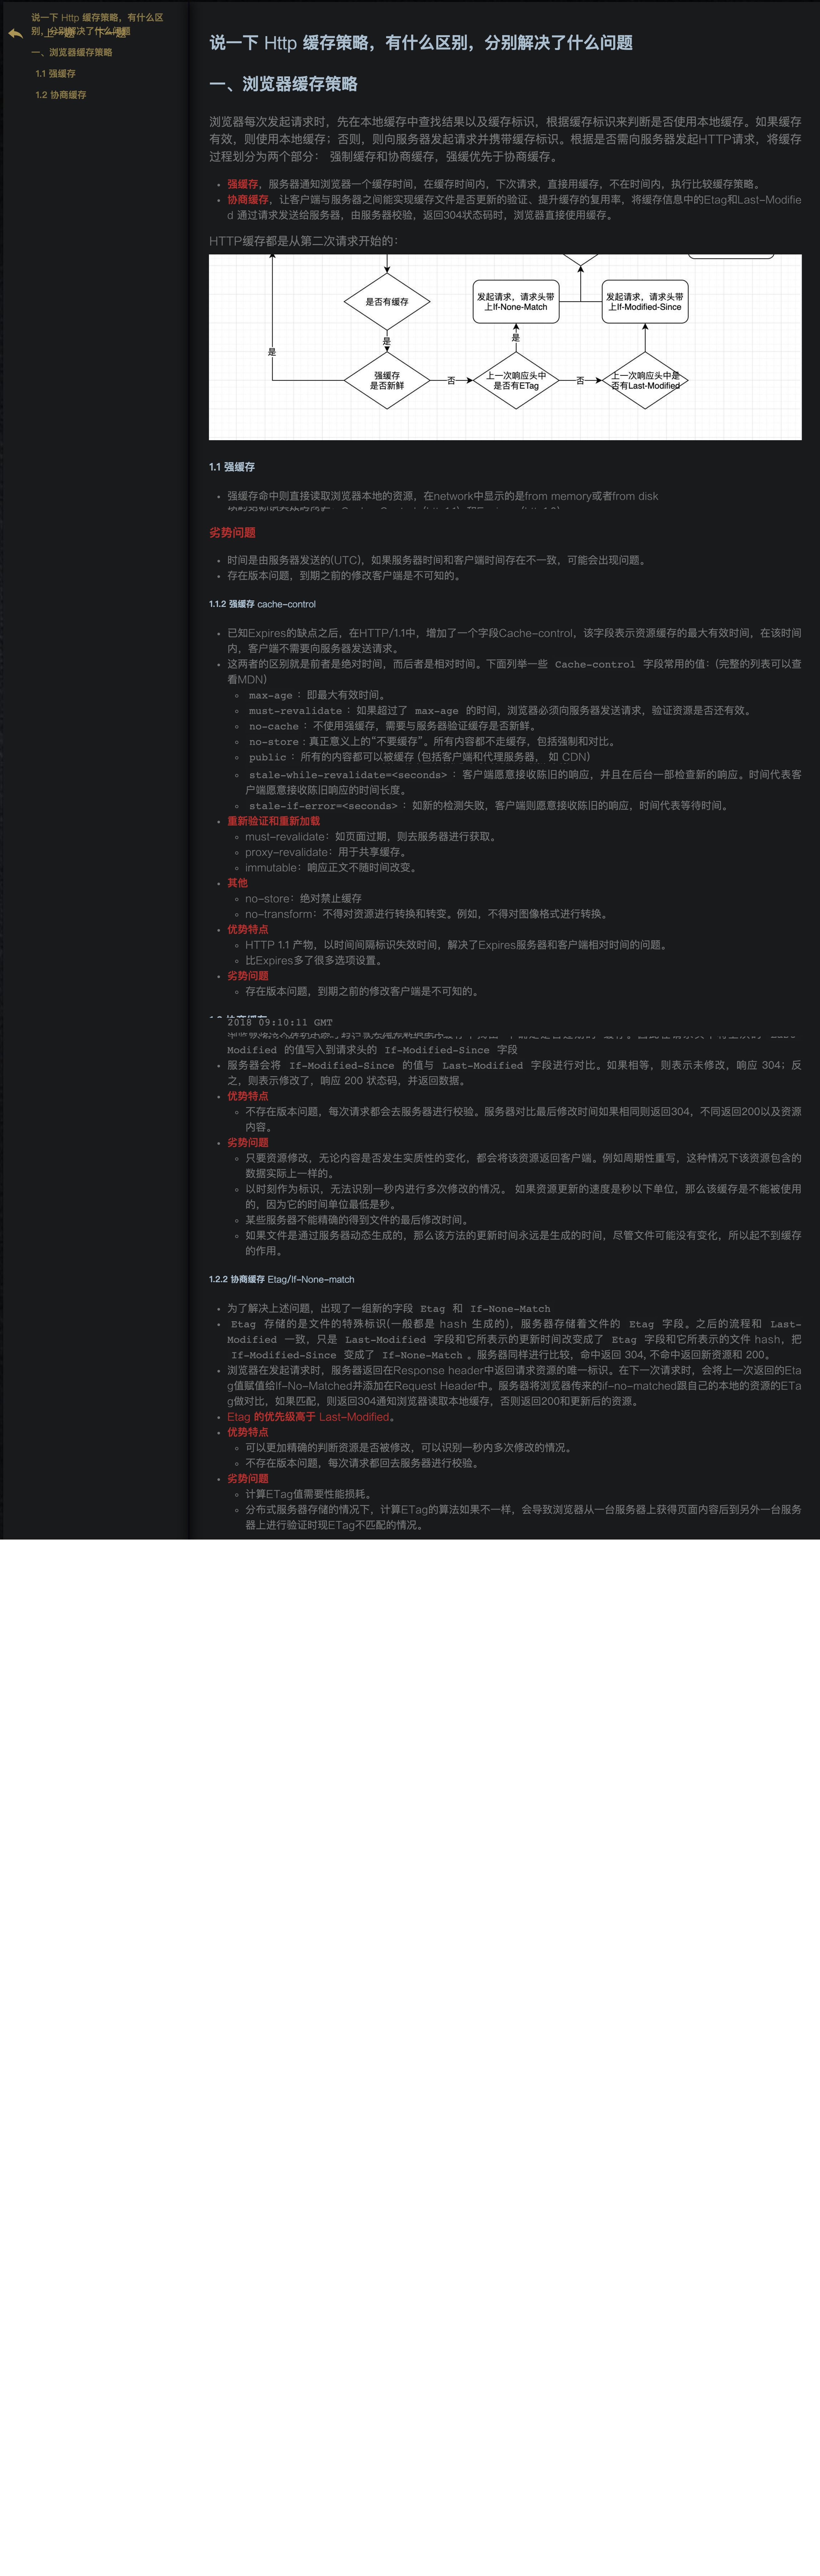 说一下 Http 缓存策略，有什么区
别，分别解决了什么问题
上一题 下一题
一、浏览器缓存策略
1.1 强缓存
1.2 协商缓存
说一下 Http 缓存策略，有什么区别，分别解决了什么问题
一、浏览器缓存策略
浏览器每次发起请求时，先在本地缓存中查找结果以及缓存标识，根据缓存标识来判断是否使用本地缓存。如果缓存
有效，则使用本地缓存；否则，则向服务器发起请求并携带缓存标识。根据是否需向服务器发起HTTP请求，将缓存
过程划分为两个部分： 强制缓存和协商缓存，强缓优先于协商缓存。
强缓存，服务器通知浏览器一个缓存时间，在缓存时间内，下次请求，直接用缓存，不在时间内，执行比较缓存策略。
协商缓存，让客户端与服务器之间能实现缓存文件是否更新的验证、提升缓存的复用率，将缓存信息中的Etag和Last-Modifie
d 通过请求发送给服务器，由服务器校验，返回304状态码时，浏览器直接使用缓存。
HTTP缓存都是从第二次请求开始的：
是否有缓存
发起请求，请求头带
上If-None-Match
发起请求，请求头带
上If-Modified-Since
是
是
是
强缓存
是否新鲜
否
上一次响应头中
是否有ETag
否
上一次响应头中是
否有Last-Modified
1.1 强缓存
强缓存命中则直接读取浏览器本地的资源，在network中显示的是from memory或者from disk
劣势问题
时间是由服务器发送的(UTC)，如果服务器时间和客户端时间存在不一致，可能会出现问题。
存在版本问题，到期之前的修改客户端是不可知的。
1.1.2 强缓存 cache-control
已知Expires的缺点之后，在HTTP/1.1中，增加了一个字段Cache-control，该字段表示资源缓存的最大有效时间，在该时间
内，客户端不需要向服务器发送请求。
这两者的区别就是前者是绝对时间，而后者是相对时间。下面列举一些 Cache-control 字段常用的值：(完整的列表可以查
看MDN)
max-age ： 即最大有效时间。
must-revalidate ： 如果超过了 max-age 的时间，浏览器必须向服务器发送请求，验证资源是否还有效。
no-cache ： 不使用强缓存，需要与服务器验证缓存是否新鲜。
no-store : 真正意义上的“不要缓存”。所有内容都不走缓存，包括强制和对比。
public ： 所有的内容都可以被缓存 (包括客户端和代理服务器， 如 CDN)
stale-while-revalidate=<seconds> ： 客户端愿意接收陈旧的响应，并且在后台一部检查新的响应。时间代表客
户端愿意接收陈旧响应的时间长度。
stale-if-error=<seconds> ： 如新的检测失败，客户端则愿意接收陈旧的响应，时间代表等待时间。
重新验证和重新加载
must-revalidate：如页面过期，则去服务器进行获取。
proxy-revalidate：用于共享缓存。
immutable：响应正文不随时间改变。
其他
no-store：绝对禁止缓存
no-transform：不得对资源进行转换和转变。例如，不得对图像格式进行转换。
优势特点
HTTP 1.1 产物，以时间间隔标识失效时间，解决了Expires服务器和客户端相对时间的问题。
比Expires多了很多选项设置。
劣势问题
存在版本问题，到期之前的修改客户端是不可知的。
2018 09:10:11 GMT
Modified 的值写入到请求头的 If-Modified-Since 字段
服务器会将 If-Modified-Since 的值与 Last-Modified 字段进行对比。如果相等，则表示未修改，响应 304；反
之，则表示修改了，响应 200 状态码，并返回数据。
优势特点
不存在版本问题，每次请求都会去服务器进行校验。服务器对比最后修改时间如果相同则返回304，不同返回200以及资源
内容。
劣势问题
只要资源修改，无论内容是否发生实质性的变化，都会将该资源返回客户端。例如周期性重写，这种情况下该资源包含的
数据实际上一样的。
以时刻作为标识，无法识别一秒内进行多次修改的情况。 如果资源更新的速度是秒以下单位，那么该缓存是不能被使用
的，因为它的时间单位最低是秒。
某些服务器不能精确的得到文件的最后修改时间。
如果文件是通过服务器动态生成的，那么该方法的更新时间永远是生成的时间，尽管文件可能没有变化，所以起不到缓存
的作用。
1.2.2 协商缓存 Etag/If-None-match
为了解决上述问题，出现了一组新的字段 Etag 和 If-None-Match
Etag 存储的是文件的特殊标识(一般都是 hash 生成的)，服务器存储着文件的 Etag 字段。之后的流程和 Last-
Modified 一致，只是 Last-Modified 字段和它所表示的更新时间改变成了 Etag 字段和它所表示的文件 hash，把
If-Modified-Since 变成了 If-None-Match 。服务器同样进行比较，命中返回 304, 不命中返回新资源和 200。
浏览器在发起请求时，服务器返回在Response header中返回请求资源的唯一标识。在下一次请求时，会将上一次返回的Eta
g值赋值给If-No-Matched并添加在Request Header中。服务器将浏览器传来的if-no-matched跟自己的本地的资源的ETa
g做对比，如果匹配，则返回304通知浏览器读取本地缓存，否则返回200和更新后的资源。
Etag 的优先级高于 Last-Modified。
优势特点
可以更加精确的判断资源是否被修改，可以识别一秒内多次修改的情况。
不存在版本问题，每次请求都回去服务器进行校验。
劣势问题
计算ETag值需要性能损耗。
分布式服务器存储的情况下，计算ETag的算法如果不一样，会导致浏览器从一台服务器上获得页面内容后到另外一台服务
器上进行验证时现ETag不匹配的情况。